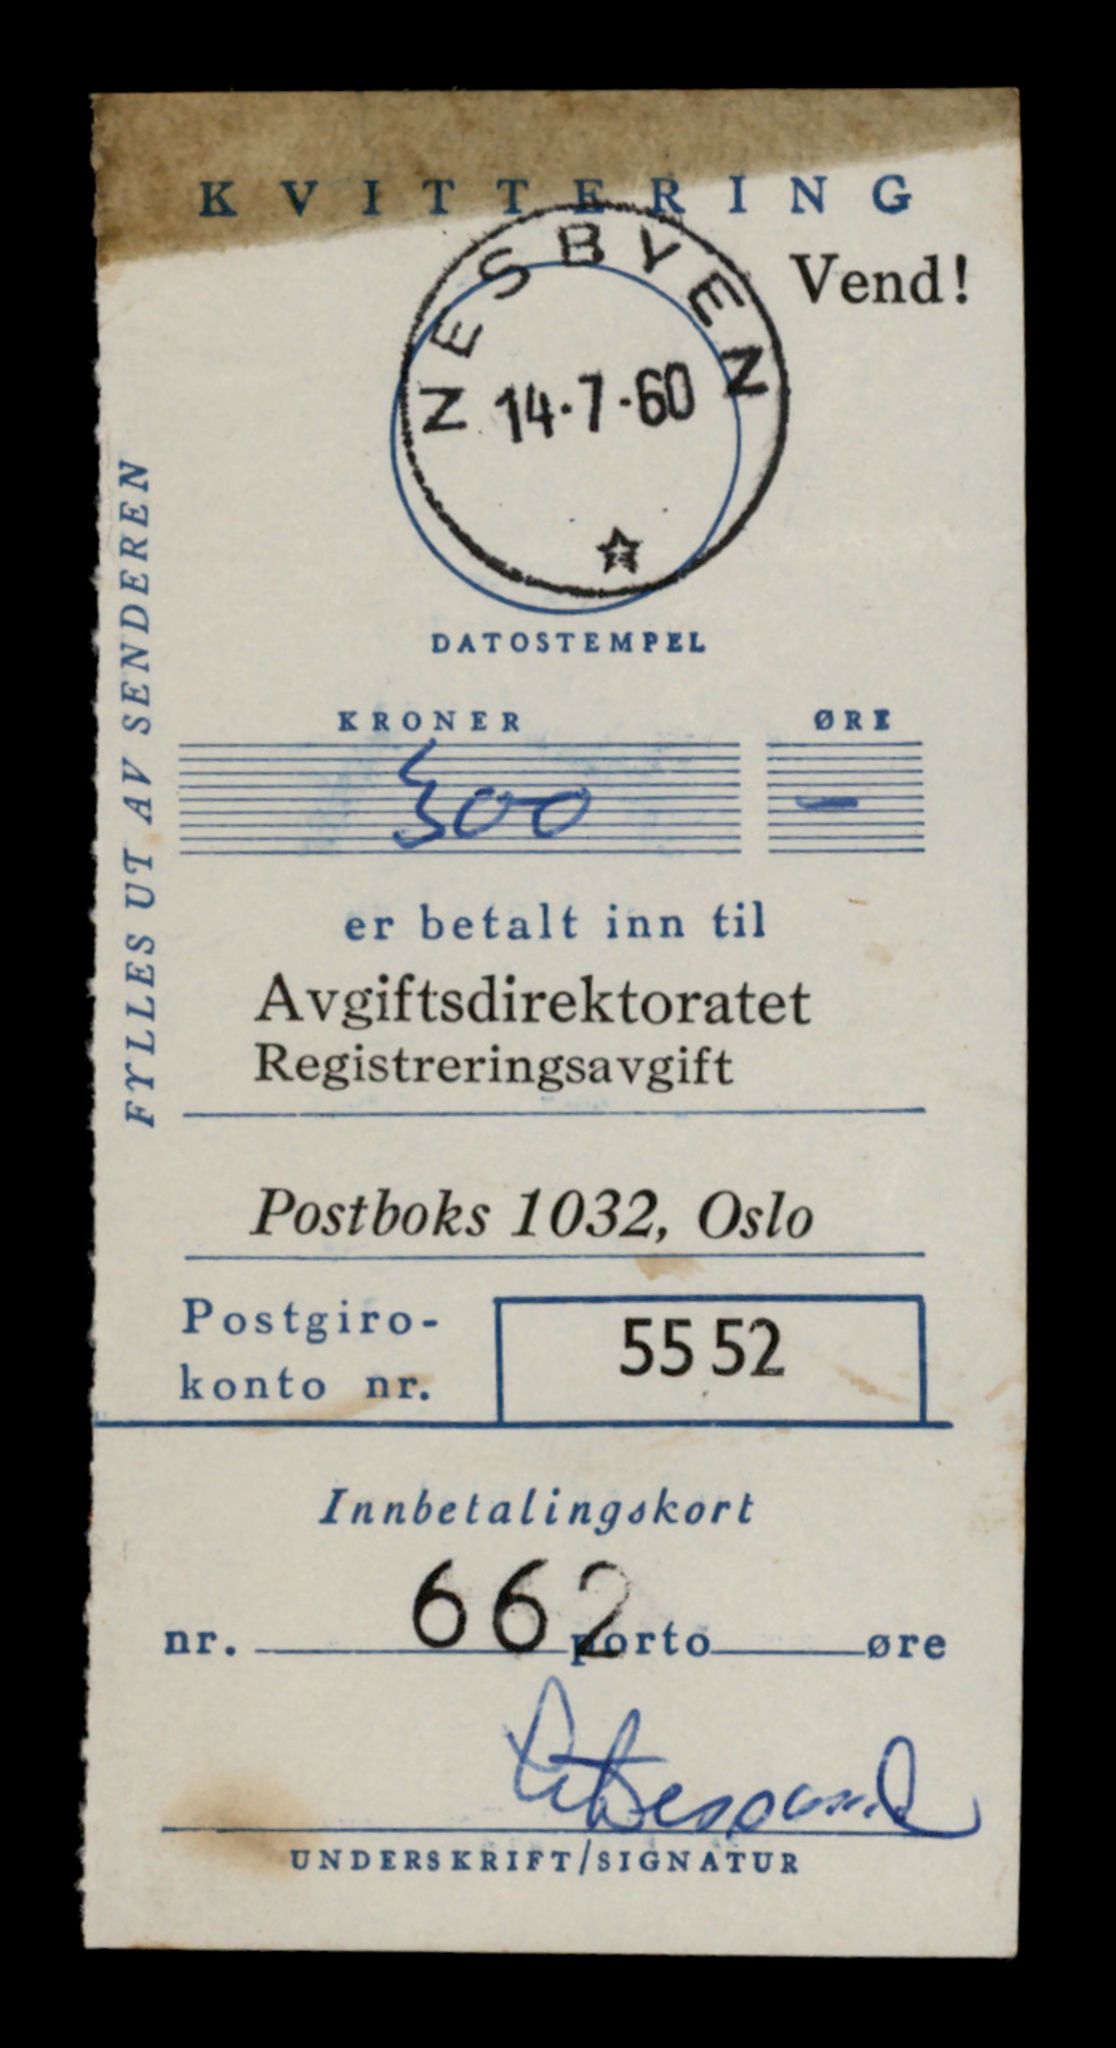 KVITTERING
Vend!
NESBYEN
14·7·60
DATOSTEMPEL
FYLLES UT AV SENDEREN
KRONER ØRE
300 —
er betalt inn til
Avgiftsdirektoratet
Registreringsavgift
Postboks 1032, Oslo
Postgiro-
konto nr.
55 52
Innbetalingskort
nr. 662 porto øre
UNDERSKRIFT/SIGNATUR